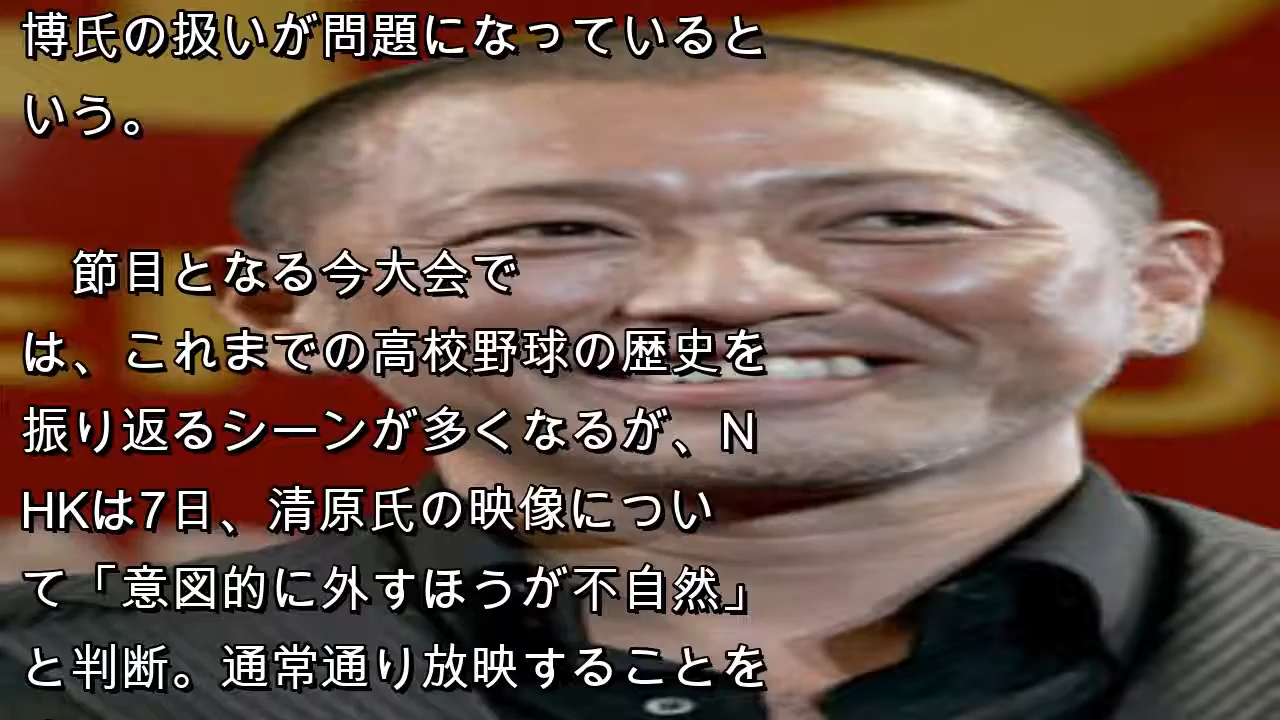 博氏の扱いが問題になっていると
いう。
　節目となる今大会で
は、これまでの高校野球の歴史を
振り返るシーンが多くなるが、N
HKは7日、清原氏の映像につい
て「意図的に外すほうが不自然」
と判断。通常通り放映することを